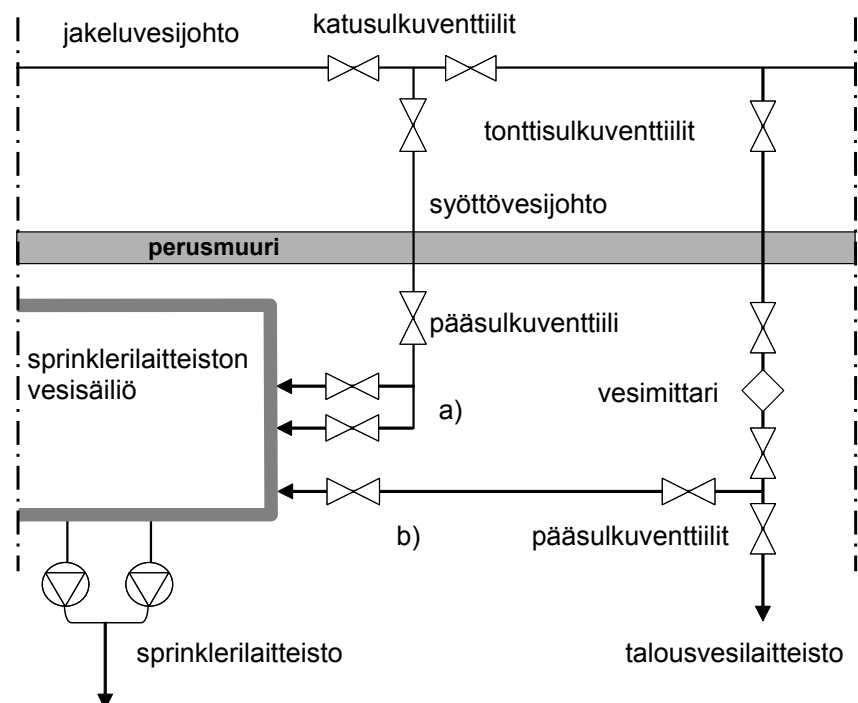 katusulkuventtiilit
jakeluvesijohto
tonttisulkuventtiilit
syöttövesijohto
perusmuuri
pääsulkuventtiili
sprinklerilaitteiston
vesisäiliö
vesimittari
a)
b)
pääsulkuventtiilit
sprinklerilaitteisto
talousvesilaitteisto